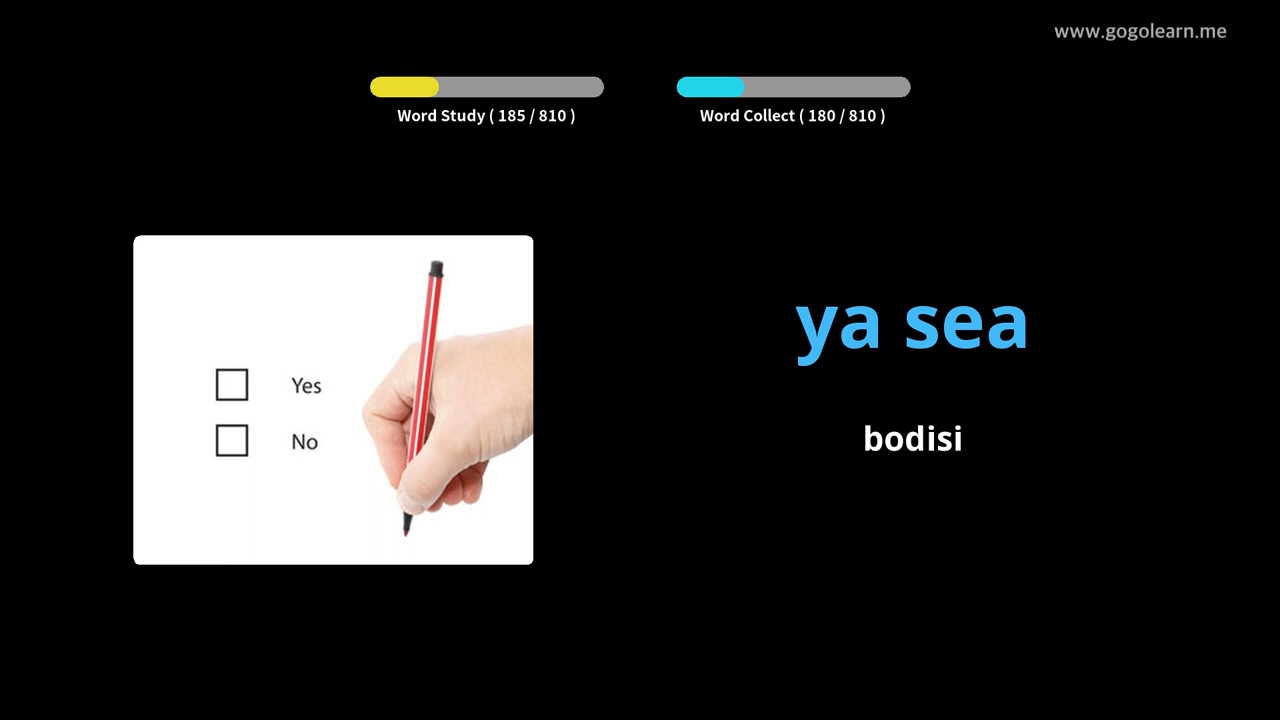 www.gogolearn.me
Word Study ( 185 / 810 )
Word Collect ( 180 / 810 )
Yes
No
ya sea
bodisi